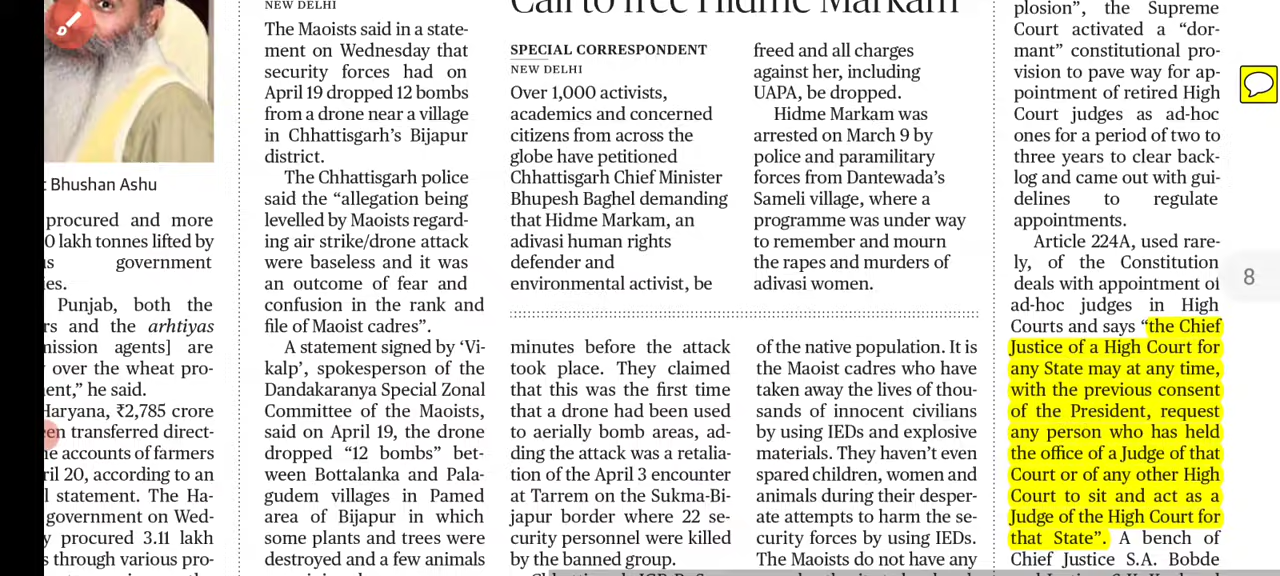 : Bhushan Ashu
procured and more
0 lakh tonnes lifted by
government
Punjab, both the
and the arhtiyas
agents] are
over the wheat pro-
he said.
Haryana, ₹2,785 crore
transferred direct-
accounts of farmers
20, according to an
statement. The Ha-
government on Wed-
procured 3.11 lakh
through various pro-
NEW DELHI
The Maoists said in a state-
ment on Wednesday that
security forces had on
April 19 dropped 12 bombs
from a drone near a village
in Chhattisgarh's Bijapur
district.
The Chhattisgarh police
said the “allegation being
levelled by Maoists regard-
ing air strike/drone attack
were baseless and it was
an outcome of fear and
confusion in the rank and
file of Maoist cadres”.
A statement signed by ‘Vi-
kalp’, spokesperson of the
Dandakaranya Special Zonal
Committee of the Maoists,
said on April 19, the drone
dropped “12 bombs” bet-
ween Bottalanka and Pala-
gudem villages in Pamed
area of Bijapur in which
some plants and trees were
destroyed and a few animals
Call to free Hidme Markam
SPECIAL CORRESPONDENT
NEW DELHI
Over 1,000 activists,
academics and concerned
citizens from across the
globe have petitioned
Chhattisgarh Chief Minister
Bhupesh Baghel demanding
that Hidme Markam, an
adivasi human rights
defender and
environmental activist, be
freed and all charges
against her, including
UAPA, be dropped.
Hidme Markam was
arrested on March 9 by
police and paramilitary
forces from Dantewada’s
Sameli village, where a
programme was under way
to remember and mourn
the rapes and murders of
adivasi women.
minutes before the attack
took place. They claimed
that this was the first time
that a drone had been used
to aerially bomb areas, ad-
ding the attack was a retalia-
tion of the April 3 encounter
at Tarrem on the Sukma-Bi-
japur border where 22 se-
curity personnel were killed
by the banned group.
of the native population. It is
the Maoist cadres who have
taken away the lives of thou-
sands of innocent civilians
by using IEDs and explosive
materials. They haven’t even
spared children, women and
animals during their desper-
ate attempts to harm the se-
curity forces by using IEDs.
The Maoists do not have any
plosion”, the Supreme
Court activated a “dor-
mant” constitutional pro-
vision to pave way for ap-
pointment of retired High
Court judges as ad-hoc
ones for a period of two to
three years to clear back-
log and came out with gui-
delines to regulate
appointments.
Article 224A, used rare-
ly, of the Constitution
deals with appointment of
ad-hoc judges in High
Courts and says “the Chief
Justice of a High Court for
any State may at any time,
with the previous consent
of the President, request
any person who has held
the office of a Judge of that
Court or of any other High
Court to sit and act as a
Judge of the High Court for
that State”. A bench of
Chief Justice S.A. Bobde
8